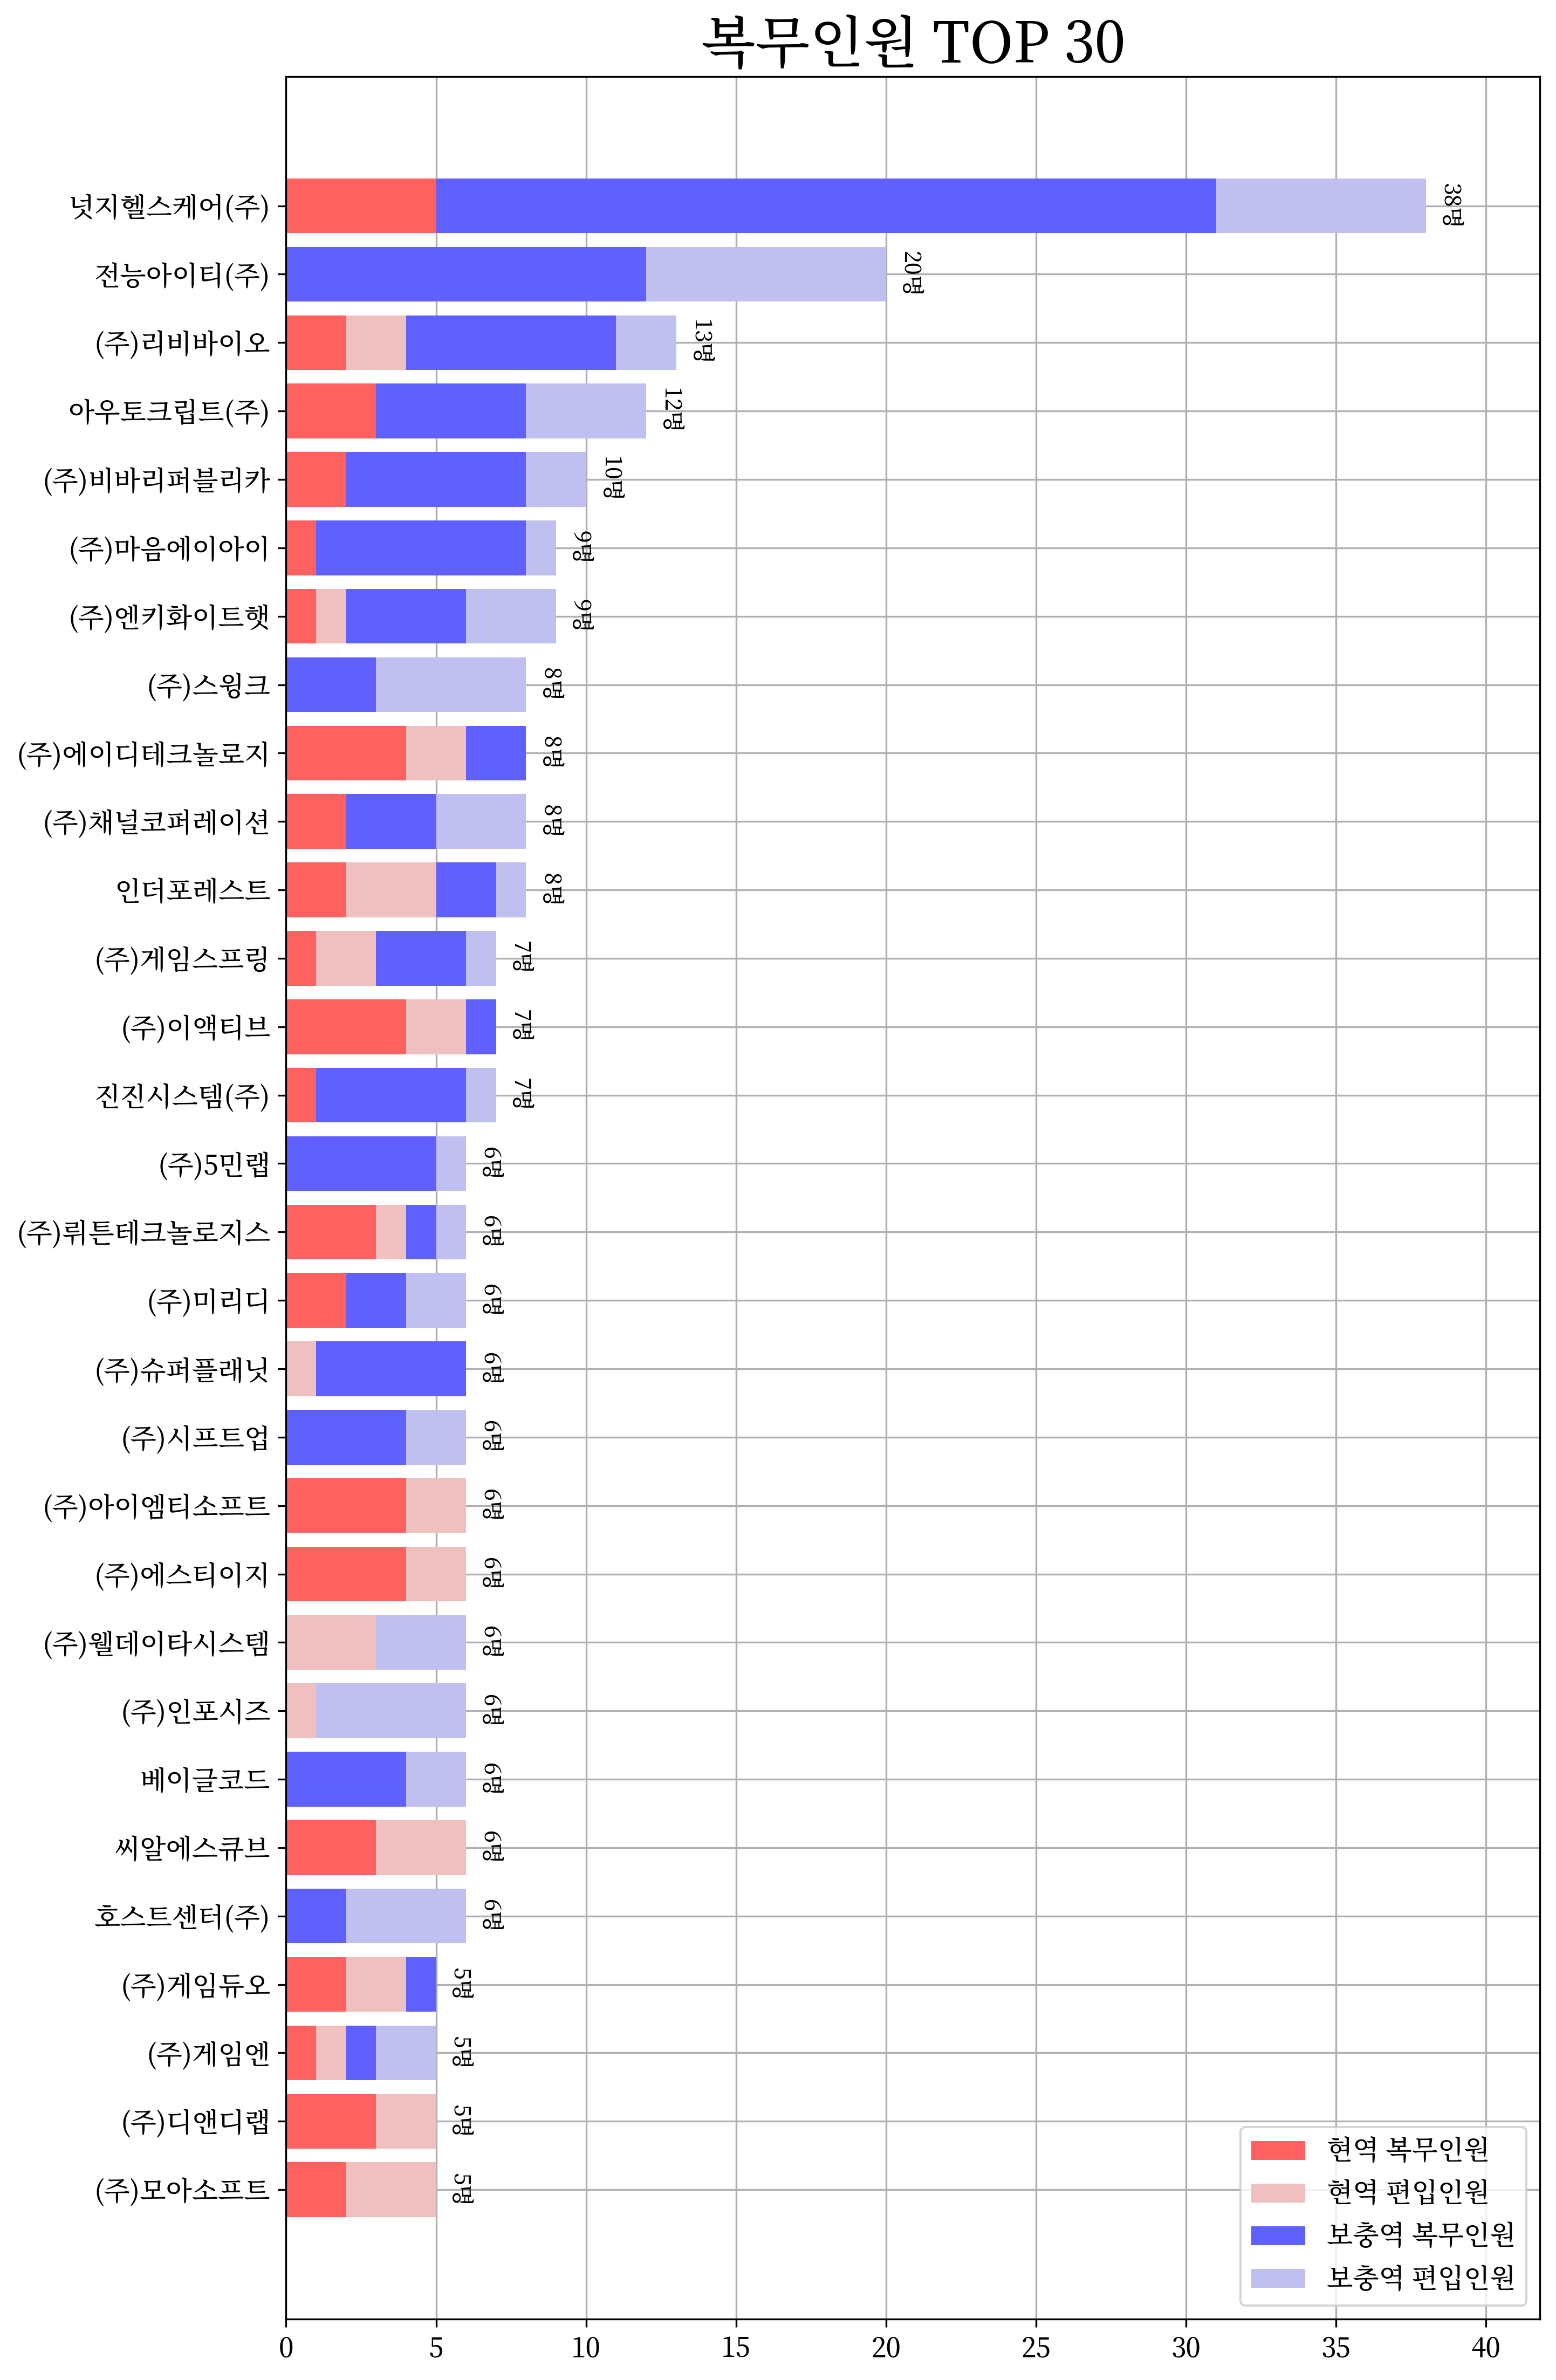 복무인원 TOP 30
넛지헬스케어(주) 38명
전능아이티(주) 20명
(주)리비바이오 13명
아우토크립트(주) 12명
(주)비바리퍼블리카 10명
(주)마음에이아이 9명
(주)엔키화이트햇 9명
(주)스윙크 8명
(주)에이디테크놀로지 8명
(주)채널코퍼레이션 8명
인더포레스트 8명
(주)게임스프링 7명
(주)이액티브 7명
진진시스템(주) 7명
(주)5민랩 6명
(주)뤼튼테크놀로지스 6명
(주)미리디 6명
(주)슈퍼플래닛 6명
(주)시프트업 6명
(주)아이엠티소프트 6명
(주)에스티이지 6명
(주)웰데이타시스템 6명
(주)인포시즈 6명
베이글코드 6명
씨알에스큐브 6명
호스트센터(주) 6명
(주)게임듀오 5명
(주)게임엔 5명
(주)디앤디랩 5명
(주)모아소프트 5명
현역 복무인원
현역 편입인원
보충역 복무인원
보충역 편입인원
0 5 10 15 20 25 30 35 40